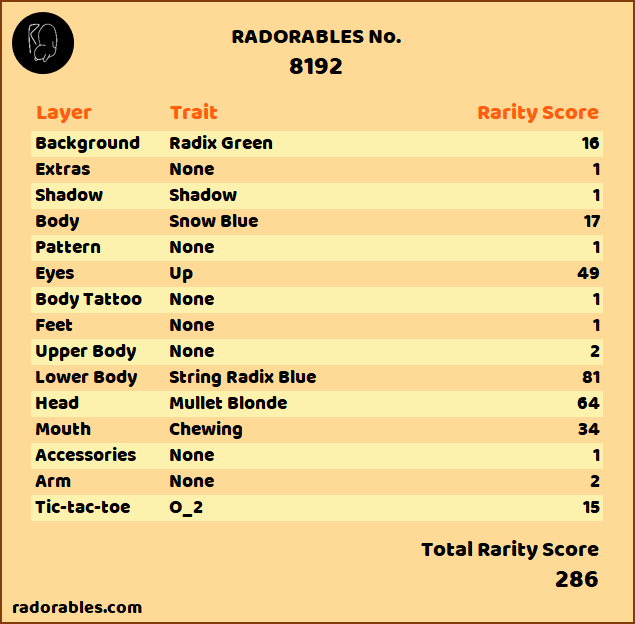 RADORABLES No.
8192
Layer Trait Rarity Score
Background Radix Green 16
Extras None 1
Shadow Shadow 1
Body Snow Blue 17
Pattern None 1
Eyes Up 49
Body Tattoo None 1
Feet None 1
Upper Body None 2
Lower Body String Radix Blue 81
Head Mullet Blonde 64
Mouth Chewing 34
Accessories None 1
Arm None 2
Tic-tac-toe O_2 15
Total Rarity Score
286
radorables.com